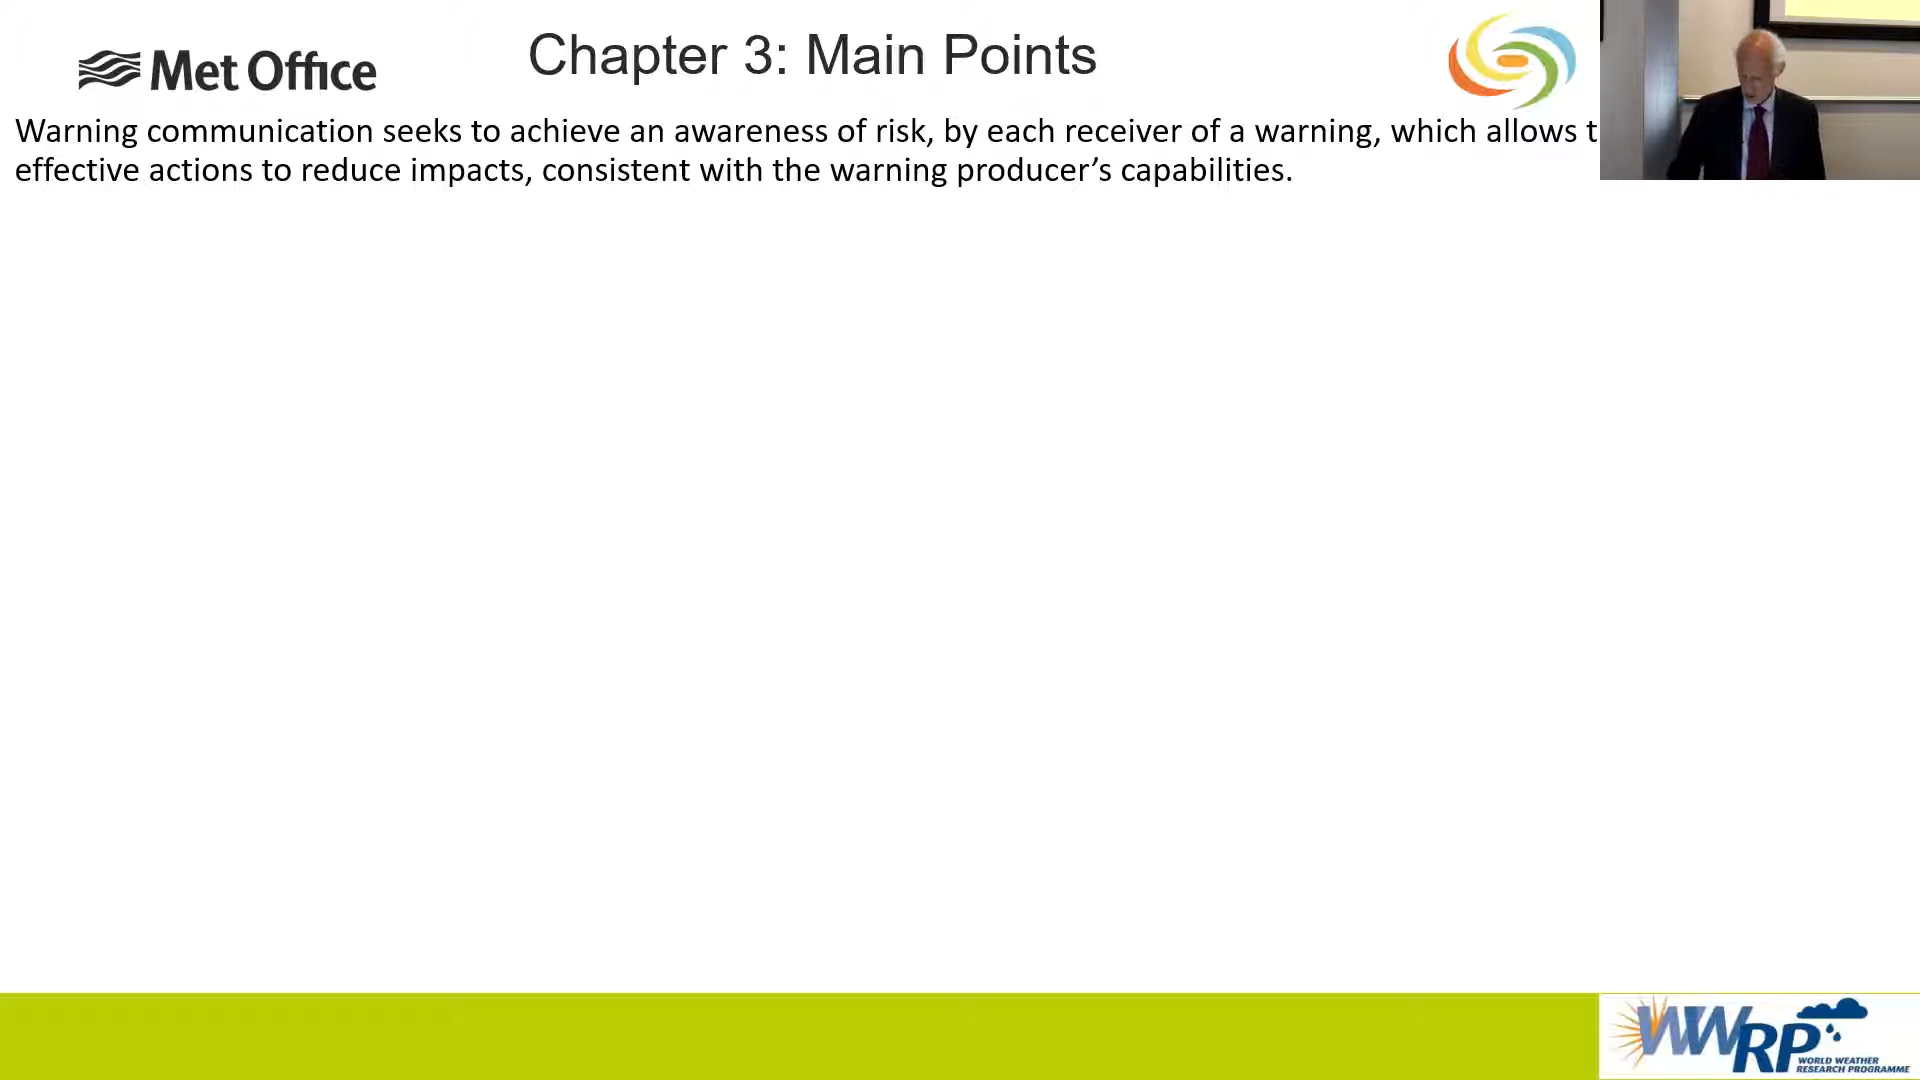 Met Office
Chapter 3: Main Points
Warning communication seeks to achieve an awareness of risk, by each receiver of a warning, which allows
effective actions to reduce impacts, consistent with the warning producer’s capabilities.
WWRP
WORLD WEATHER
RESEARCH PROGRAMME